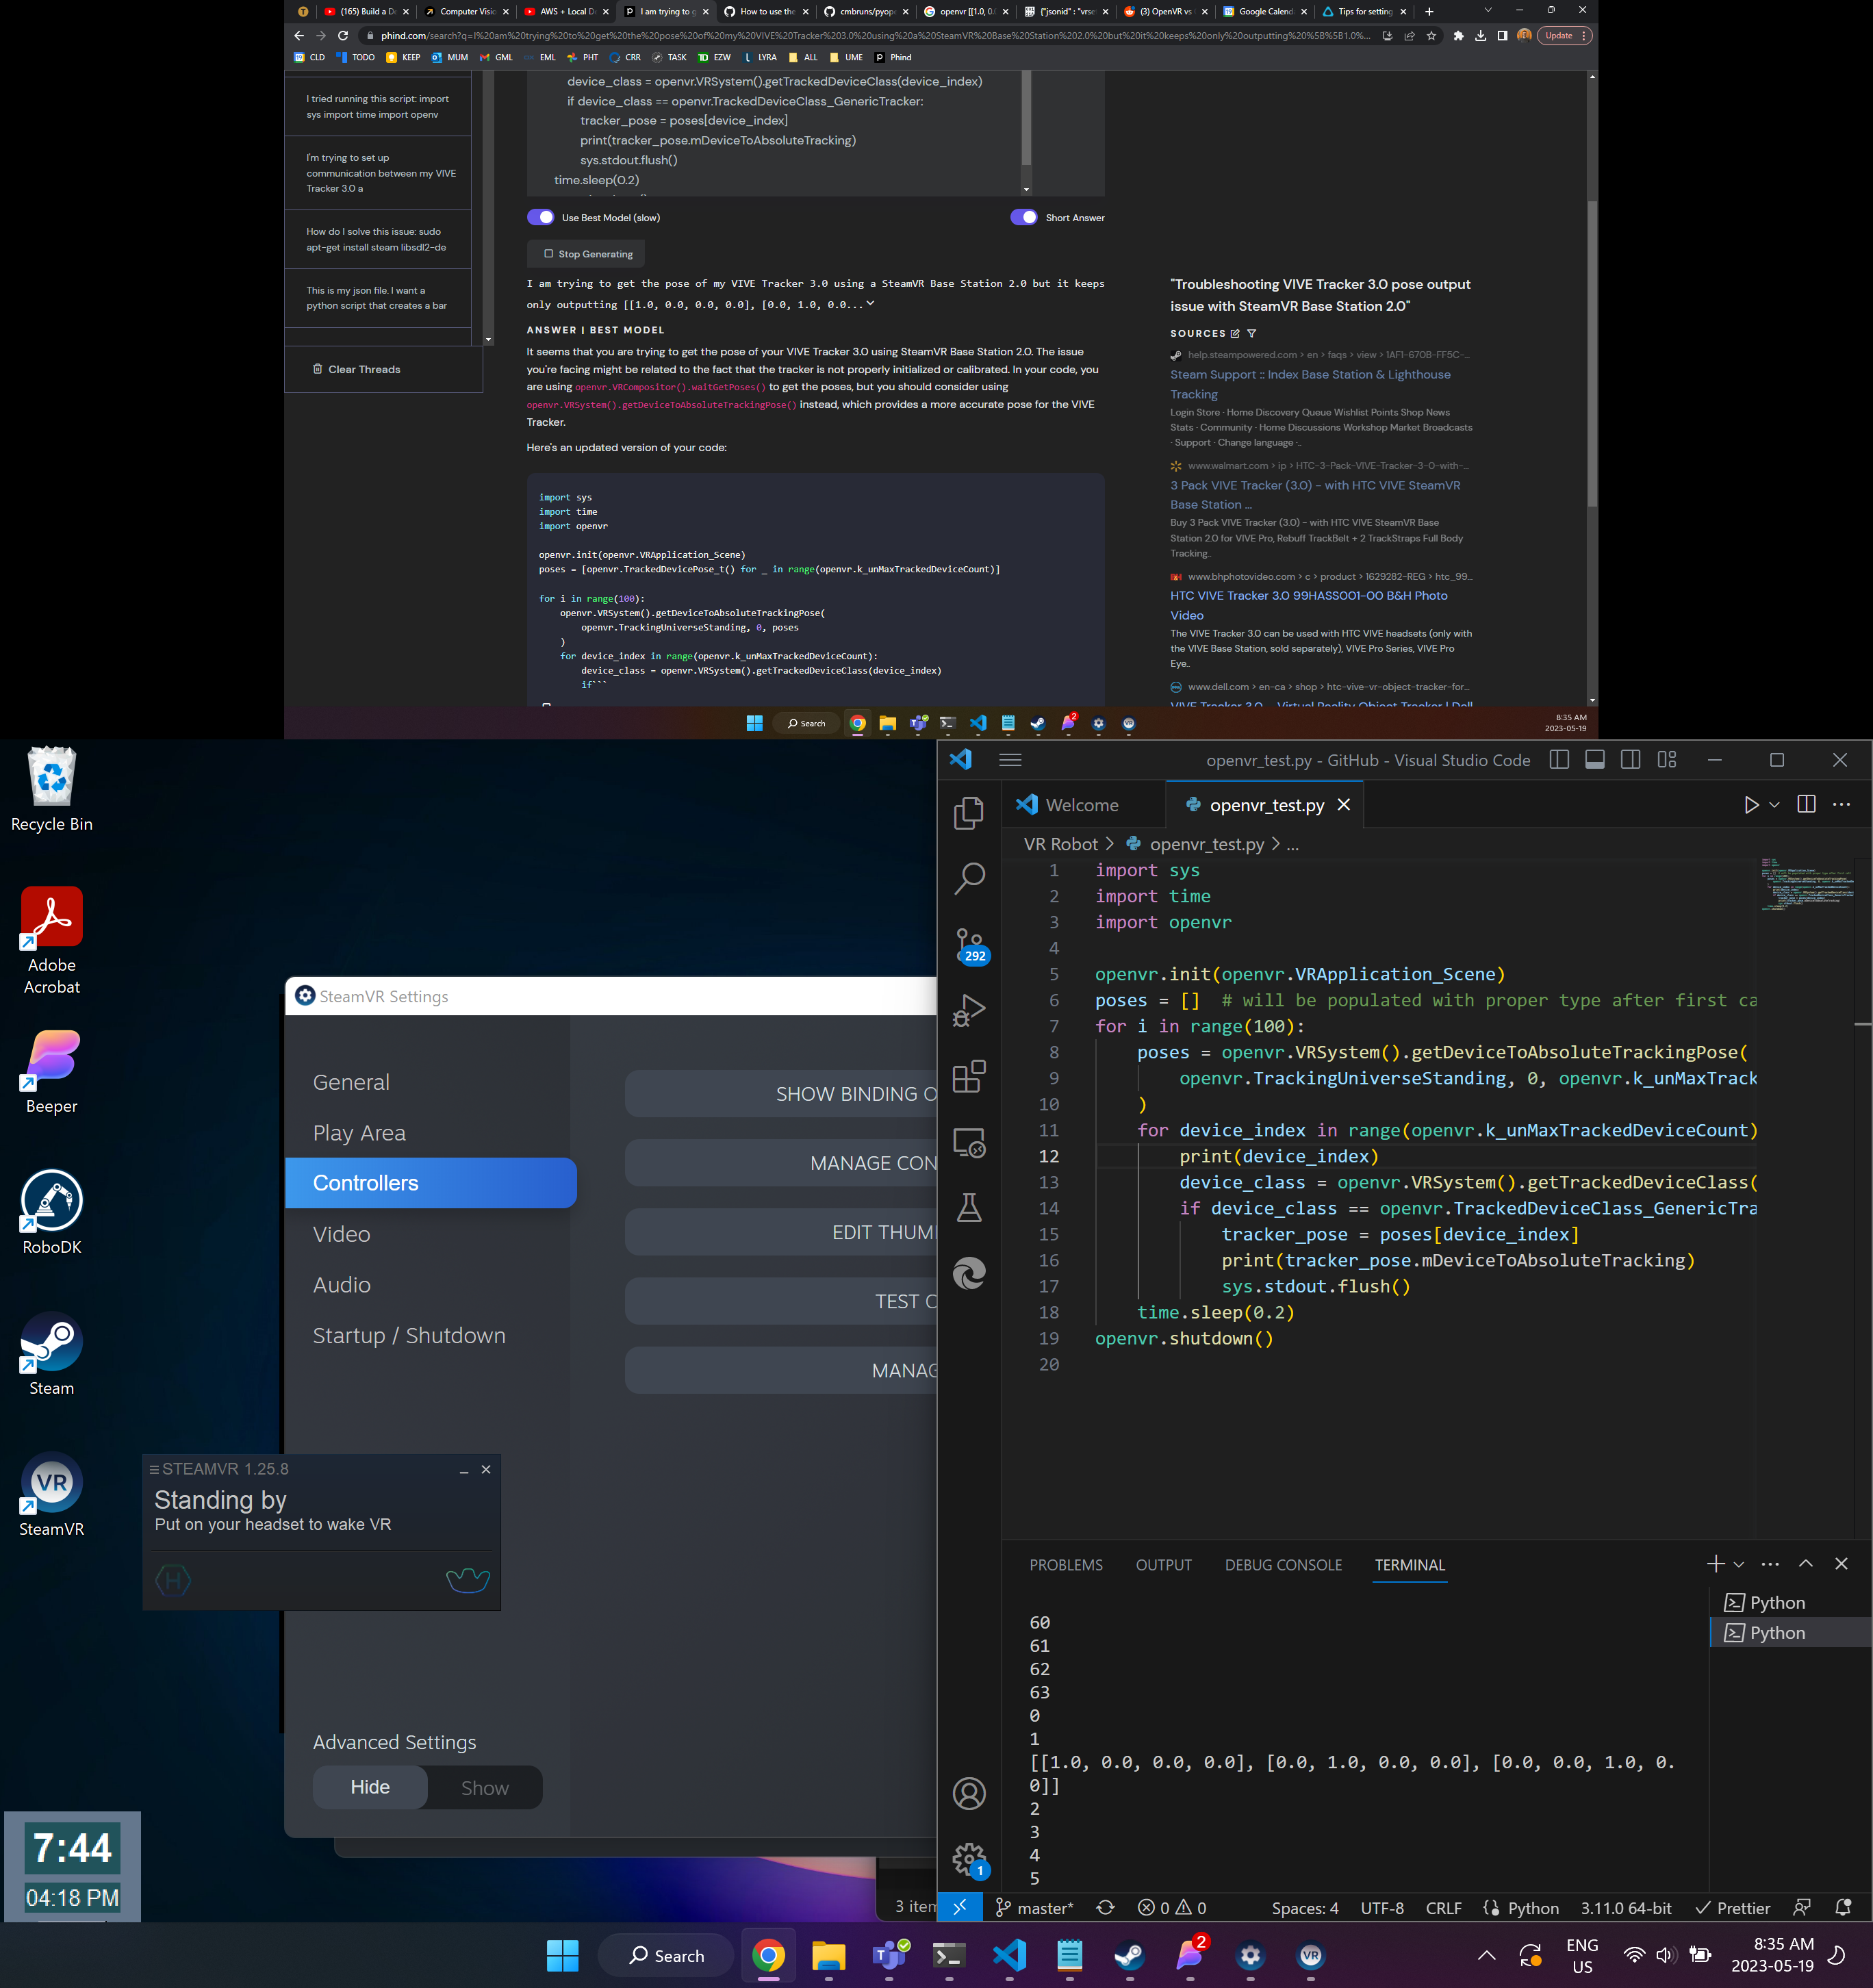 (165) Build a De
Computer Visio
AWS + Local De
I am trying to g
How to use the
cmbruns/pyope
openvr [[1.0, 0.0
{"jsonid" : "vrse
(3) OpenVR vs
Google Calend
Tips for setting
phind.com/search?q=I%20am%20trying%20to%20get%20the%20pose%20of%20my%20VIVE%20Tracker%203.0%20using%20a%20SteamVR%20Base%20Station%202.0%20but%20it%20keeps%20only%20outputting%20%5B%5B1.0%...
Update
CLD
TODO
KEEP
MUM
GML
EML
PHT
CRR
TASK
EZW
LYRA
ALL
UME
Phind
I tried running this script: import
sys import time import openv
I'm trying to set up
communication between my VIVE
Tracker 3.0 a
How do I solve this issue: sudo
apt-get install steam libsdl2-de
This is my json file. I want a
python script that creates a bar
Clear Threads
device_class = openvr.VRSystem().getTrackedDeviceClass(device_index)
if device_class == openvr.TrackedDeviceClass_GenericTracker:
tracker_pose = poses[device_index]
print(tracker_pose.mDeviceToAbsoluteTracking)
sys.stdout.flush()
time.sleep(0.2)
Use Best Model (slow)
Short Answer
Stop Generating
I am trying to get the pose of my VIVE Tracker 3.0 using a SteamVR Base Station 2.0 but it keeps
only outputting [[1.0, 0.0, 0.0, 0.0], [0.0, 1.0, 0.0...
ANSWER | BEST MODEL
It seems that you are trying to get the pose of your VIVE Tracker 3.0 using SteamVR Base Station 2.0. The issue
you're facing might be related to the fact that the tracker is not properly initialized or calibrated. In your code, you
are using openvr.VRCompositor().waitGetPoses() to get the poses, but you should consider using
openvr.VRSystem().getDeviceToAbsoluteTrackingPose() instead, which provides a more accurate pose for the VIVE
Tracker.
Here's an updated version of your code:
import sys
import time
import openvr
openvr.init(openvr.VRApplication_Scene)
poses = [openvr.TrackedDevicePose_t() for _ in range(openvr.k_unMaxTrackedDeviceCount)]
for i in range(100):
openvr.VRSystem().getDeviceToAbsoluteTrackingPose(
openvr.TrackingUniverseStanding, 0, poses
)
for device_index in range(openvr.k_unMaxTrackedDeviceCount):
device_class = openvr.VRSystem().getTrackedDeviceClass(device_index)
if```
"Troubleshooting VIVE Tracker 3.0 pose output
issue with SteamVR Base Station 2.0"
SOURCES
help.steampowered.com > en > faqs > view > 1AF1-670B-FF5C-...
Steam Support :: Index Base Station & Lighthouse
Tracking
Login Store · Home Discovery Queue Wishlist Points Shop News
Stats · Community · Home Discussions Workshop Market Broadcasts
· Support · Change language ·..
www.walmart.com > ip > HTC-3-Pack-VIVE-Tracker-3-0-with-...
3 Pack VIVE Tracker (3.0) - with HTC VIVE SteamVR
Base Station ...
Buy 3 Pack VIVE Tracker (3.0) - with HTC VIVE SteamVR Base
Station 2.0 for VIVE Pro, Rebuff TrackBelt + 2 TrackStraps Full Body
Tracking..
www.bhphotovideo.com > c > product > 1629282-REG > htc_99...
HTC VIVE Tracker 3.0 99HASS001-00 B&H Photo
Video
The VIVE Tracker 3.0 can be used with HTC VIVE headsets (only with
the VIVE Base Station, sold separately), VIVE Pro Series, VIVE Pro
Eye..
www.dell.com > en-ca > shop > htc-vive-vr-object-tracker-for...
VIVE Tracker 3.0 - Virtual Reality Object Tracker | Dell
Search
2
8:35 AM
2023-05-19
Recycle Bin
Adobe
Acrobat
Beeper
RoboDK
Steam
VR
SteamVR
SteamVR Settings
General
Play Area
Controllers
Video
Audio
Startup / Shutdown
Advanced Settings
Hide
Show
SHOW BINDING O
MANAGE CON
EDIT THUM
TEST C
MANAG
STEAMVR 1.25.8
Standing by
Put on your headset to wake VR
7:44
04:18 PM
3 item
openvr_test.py - GitHub - Visual Studio Code
Welcome
openvr_test.py
VR Robot > openvr_test.py > ...
292
1 import sys
2 import time
3 import openvr
4
5 openvr.init(openvr.VRApplication_Scene)
6 poses = [] # will be populated with proper type after first ca
7 for i in range(100):
8 poses = openvr.VRSystem().getDeviceToAbsoluteTrackingPose(
9 openvr.TrackingUniverseStanding, 0, openvr.k_unMaxTrack
10 )
11 for device_index in range(openvr.k_unMaxTrackedDeviceCount)
12 print(device_index)
13 device_class = openvr.VRSystem().getTrackedDeviceClass(
14 if device_class == openvr.TrackedDeviceClass_GenericTra
15 tracker_pose = poses[device_index]
16 print(tracker_pose.mDeviceToAbsoluteTracking)
17 sys.stdout.flush()
18 time.sleep(0.2)
19 openvr.shutdown()
20
PROBLEMS
OUTPUT
DEBUG CONSOLE
TERMINAL
Python
Python
60
61
62
63
0
1
[[1.0, 0.0, 0.0, 0.0], [0.0, 1.0, 0.0, 0.0], [0.0, 0.0, 1.0, 0.
0]]
2
3
4
5
1
master*
0
0
Spaces: 4
UTF-8
CRLF
Python
3.11.0 64-bit
Prettier
Search
2
VR
ENG
US
8:35 AM
2023-05-19